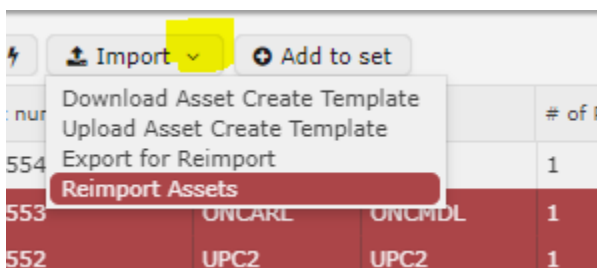 Import
Add to set
Download Asset Create Template
nur
# of
Upload Asset Create Template
554
Export for Reimport
1
Reimport Assets
553
ONCARL
ONCMDL
1
552
UPC2
UPC2
1